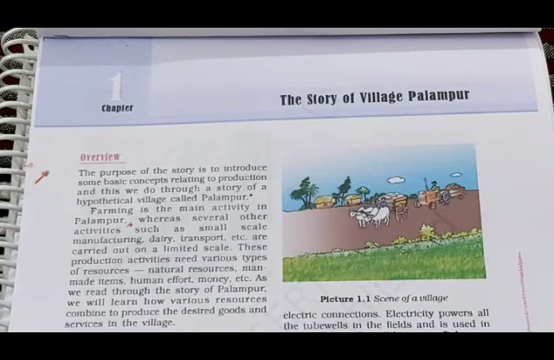 1
Chapter
The Story of Village Palampur
Overview
The purpose of the story is to introduce
some basic concepts relating to production
and this we do through a story of a
hypothetical village called Palampur.*
Farming is the main activity in
Palampur, whereas several other
activities such as small scale
manufacturing, dairy, transport, etc. are
carried out on a limited scale. These
production activities need various types
of resources — natural resources, man-
made items, human effort, money, etc. As
we read through the story of Palampur,
we will learn how various resources
combine to produce the desired goods and
services in the village.
Picture 1.1 Scene of a village
electric connections. Electricity powers all
the tubewells in the fields and is used in